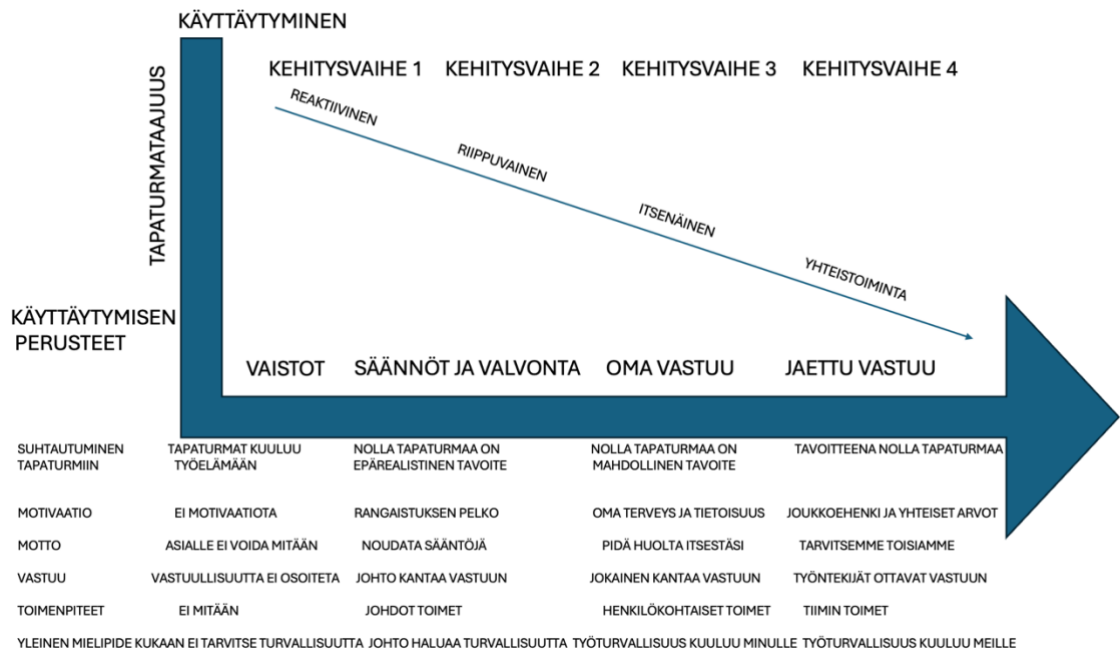 KÄYTTÄYTYMINEN
TAPATURMATAAJUUS
KEHITYSVAIHE 1 KEHITYSVAIHE 2 KEHITYSVAIHE 3 KEHITYSVAIHE 4
REAKTIIVINEN
RIIPPUVAINEN
ITSENÄINEN
YHTEISTOIMINTA
KÄYTTÄYTYMISEN
PERUSTEET
VAISTOT SÄÄNNÖT JA VALVONTA OMA VASTUU JAETTU VASTUU
SUHTAUTUMINEN TAPATURMAT KUULUU NOLLA TAPATURMAA ON NOLLA TAPATURMAA ON TAVOITTEENA NOLLA TAPATURMAA
TAPATURMIIN TYÖELÄMÄÄN EPÄREALISTINEN TAVOITE MAHDOLLINEN TAVOITE
MOTIVAATIO EI MOTIVAATIOTA RANGAISTUKSEN PELKO OMA TERVEYS JA TIETOISUUS JOUKKOEHENKI JA YHTEISET ARVOT
MOTTO ASIALLE EI VOIDA MITÄÄN NOUDATA SÄÄNTÖJÄ PIDÄ HUOLTA ITSESTÄSI TARVITSEMME TOISIAMME
VASTUU VASTUULLISUUTTA EI OSOITETA JOHTO KANTAA VASTUUN JOKAINEN KANTAA VASTUUN TYÖNTEKIJÄT OTTAVAT VASTUUN
TOIMENPITEET EI MITÄÄN JOHDOT TOIMET HENKILÖKOHTAISET TOIMET TIIMIN TOIMET
YLEINEN MIELIPIDE KUKAAN EI TARVITSE TURVALLISUUTTA JOHTO HALUAA TURVALLISUUTTA TYÖTURVALLISUUS KUULUU MINULLE TYÖTURVALLISUUS KUULUU MEILLE